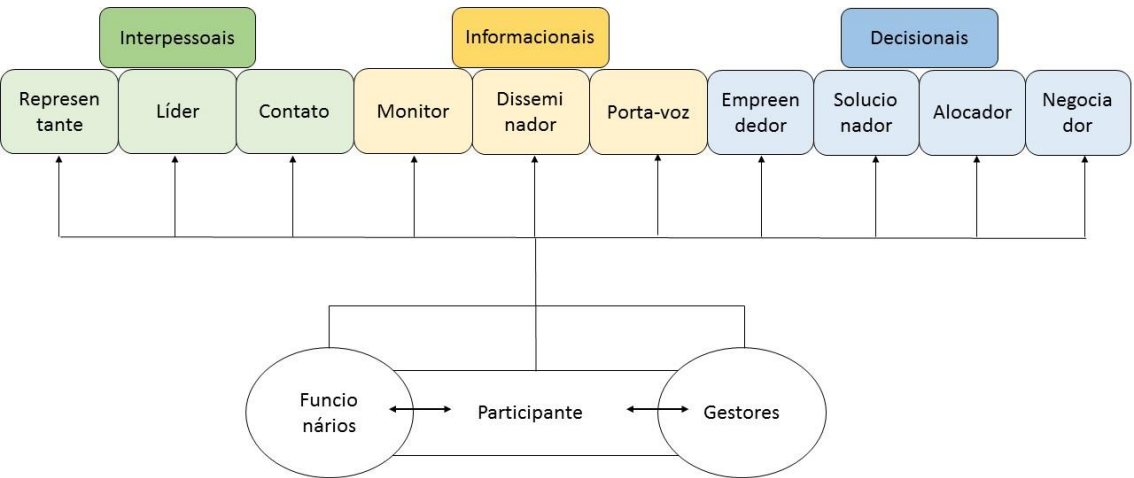 Interpessoais
Informacionais
Decisionais
Represen
tante
Líder
Contato
Monitor
Dissemi
nador
Porta-voz
Empreen
dedor
Solucio
nador
Alocador
Negocia
dor
Funcio
nários
Participante
Gestores